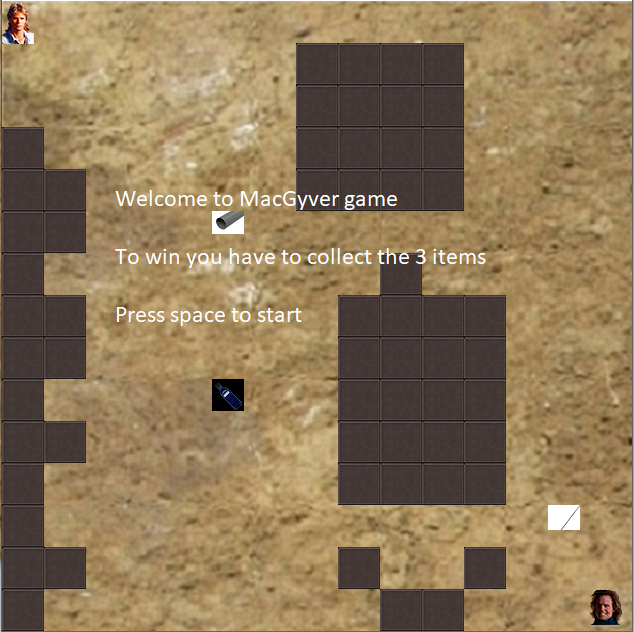 Welcome to MacGyver game
To win you have to collect the 3 items
Press space to start